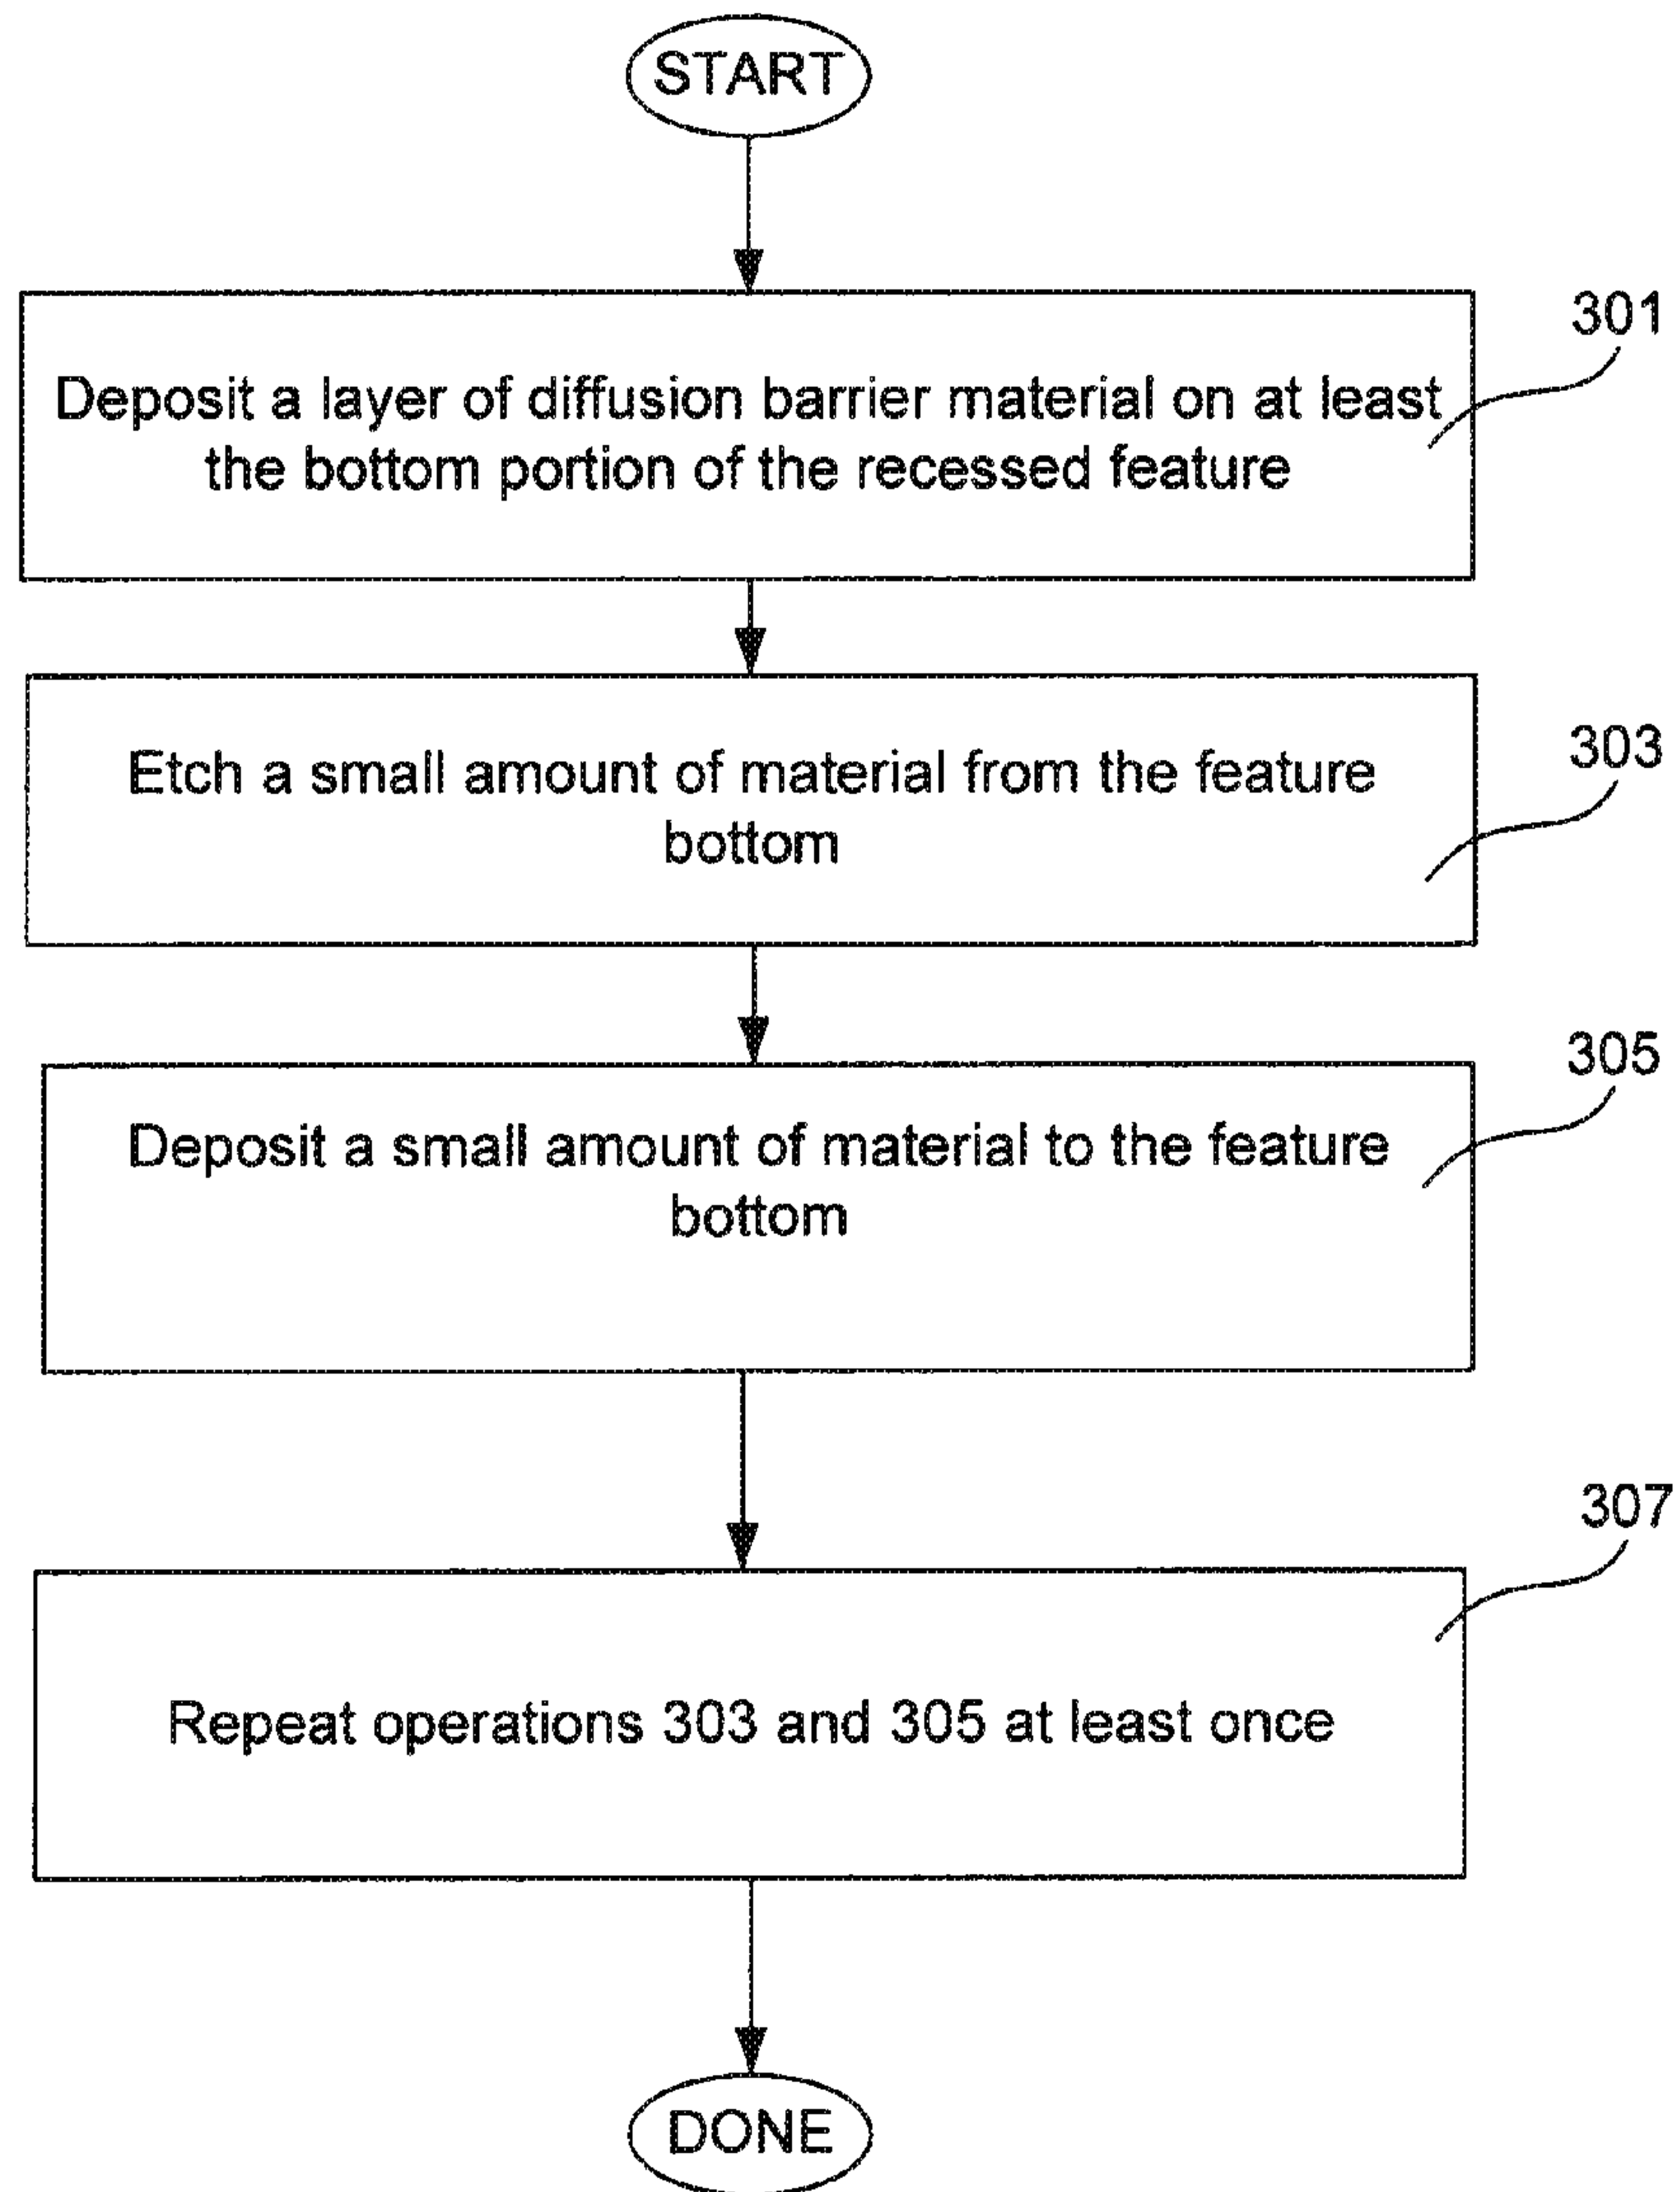 START
301
Deposit a layer of diffusion barrier material on at least
the bottom portion of the recessed feature
303
Etch a small amount of material from the feature
bottom
305
Deposit a small amount of material to the feature
bottom
307
Repeat operations 303 and 305 at least once
DONE